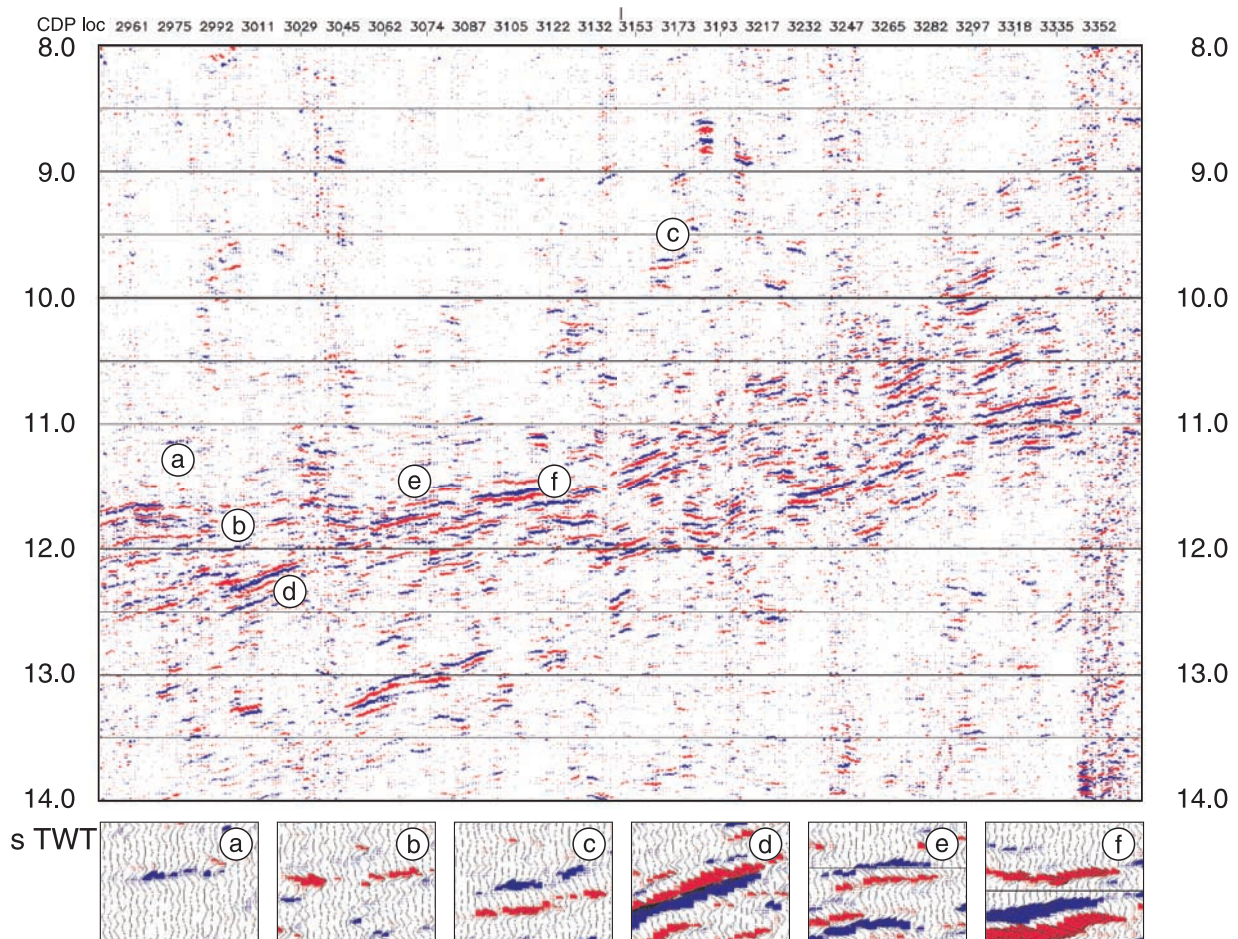 CDP loc 2961 2975 2992 3011 3029 3045 3062 3074 3087 3105 3122 3132 3153 3173 3193 3217 3232 3247 3265 3282 3297 3318 3335 3352
8.0 8.0
9.0 9.0
c
10.0 10.0
11.0 11.0
a
e f
b
12.0 12.0
d
13.0 13.0
14.0 14.0
s TWT a b c d e f